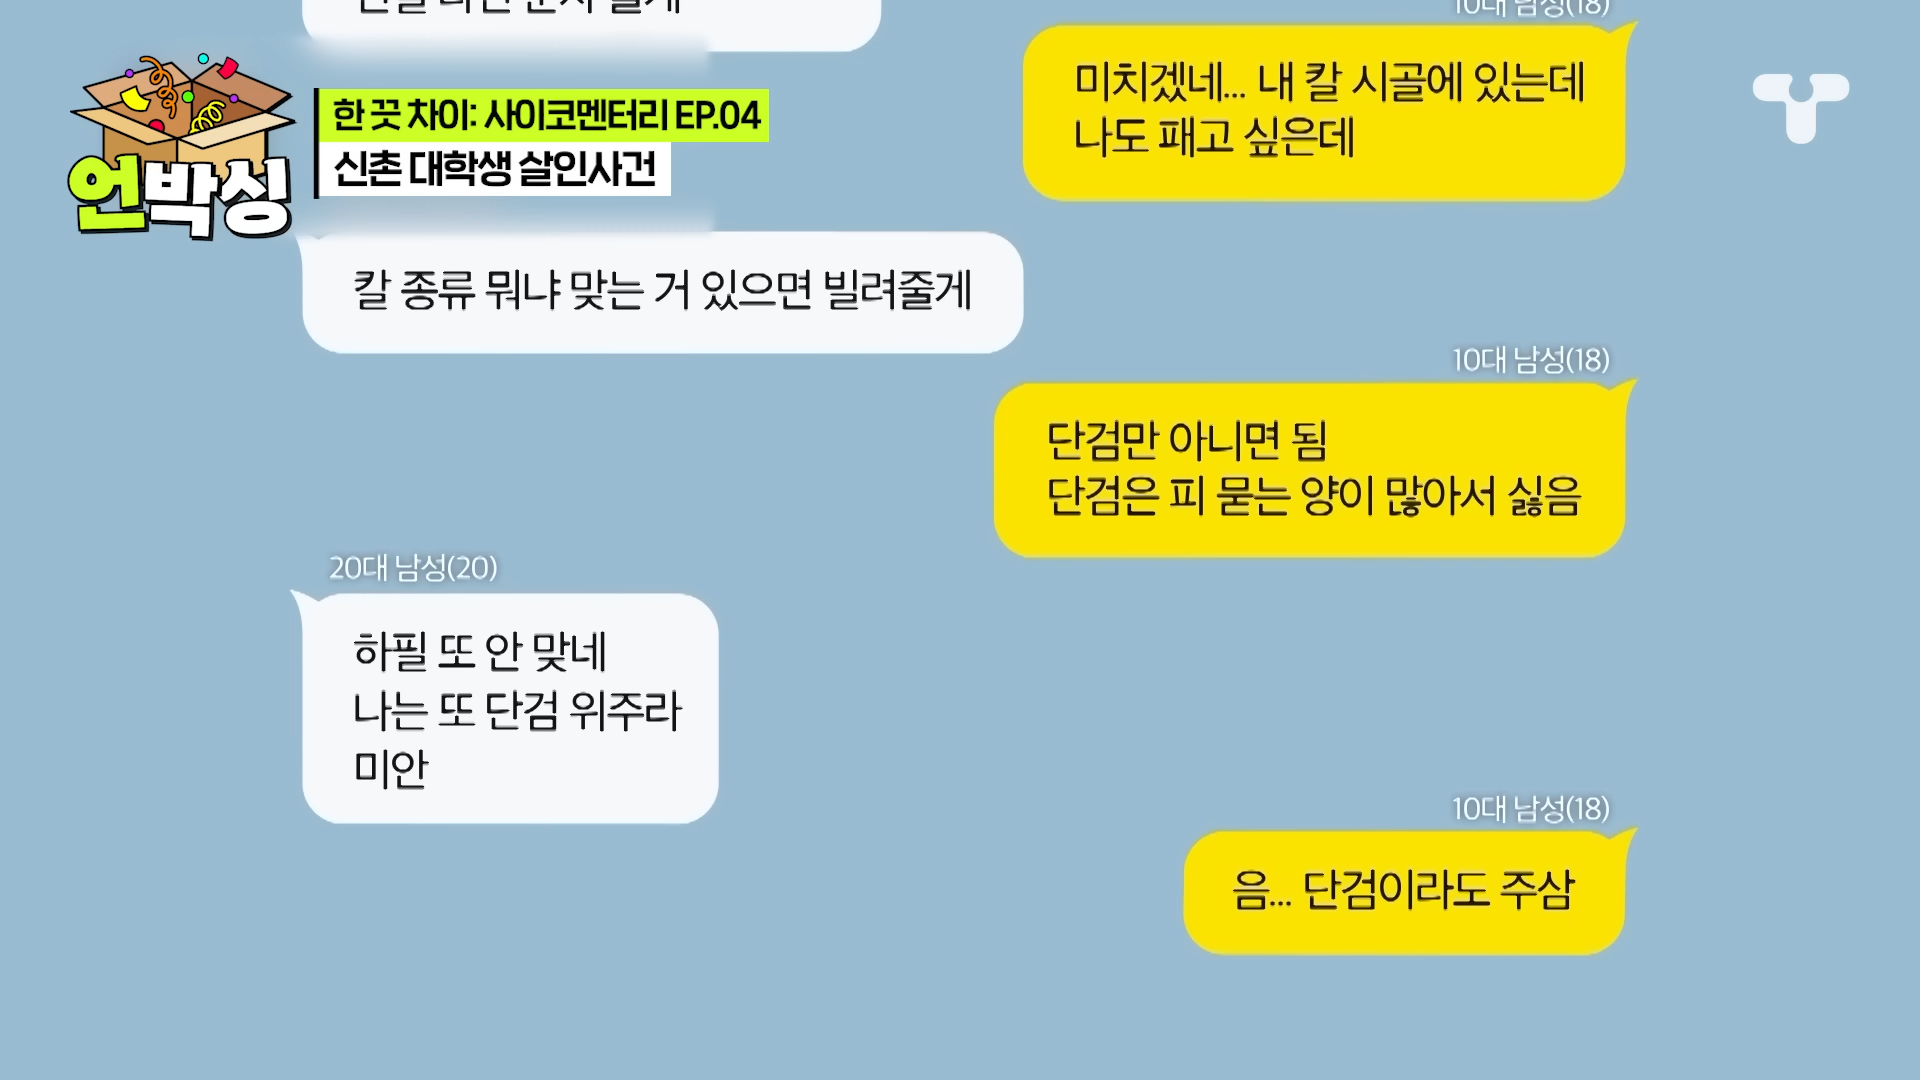 10대 남성(18)
언박싱
한 끗 차이: 사이코멘터리 EP.04
신촌 대학생 살인사건
미치겠네... 내 칼 시골에 있는데
나도 패고 싶은데
칼 종류 뭐냐 맞는 거 있으면 빌려줄게
10대 남성(18)
단검만 아니면 됨
단검은 피 묻는 양이 많아서 싫음
20대 남성(20)
하필 또 안 맞네
나는 또 단검 위주라
미안
10대 남성(18)
음... 단검이라도 주삼